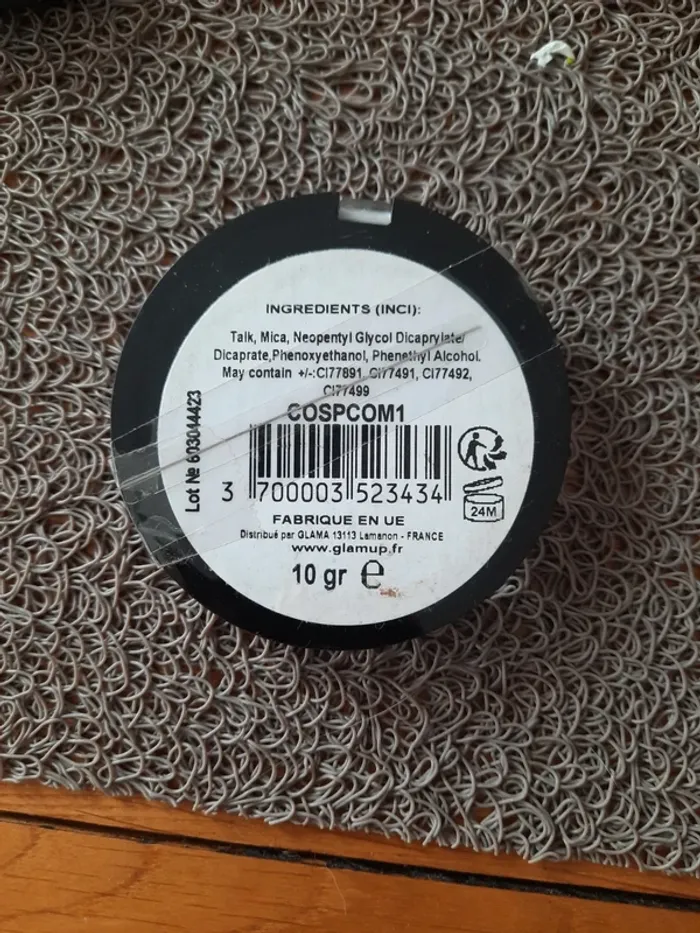 INGREDIENTS (INCI):
Talk, Mica, Neopentyl Glycol Dicaprylate/
Dicaprate,Phenoxyethanol, Phenethyl Alcohol.
May contain +/-:CI77891, CI77491, CI77492,
CI77499
COSPCOM1
Lot № 603044423
3 700003 523434
24M
FABRIQUE EN UE
Distribué par GLAMA 13113 Lamanon - FRANCE
www.glamup.fr
10 gr e